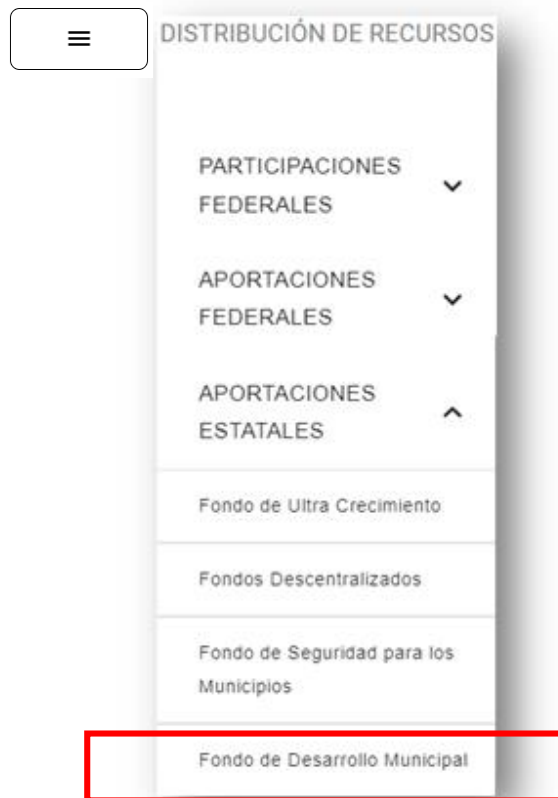 DISTRIBUCIÓN DE RECURSOS
PARTICIPACIONES
FEDERALES
APORTACIONES
FEDERALES
APORTACIONES
ESTATALES
Fondo de Ultra Crecimiento
Fondos Descentralizados
Fondo de Seguridad para los
Municipios
Fondo de Desarrollo Municipal